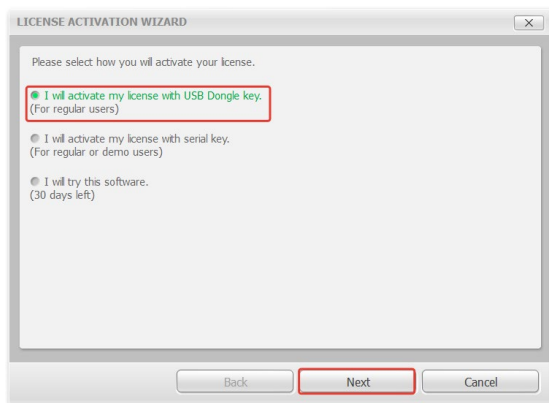 LICENSE ACTIVATION WIZARD
Please select how you will activate your license.
I will activate my license with USB Dongle key.
(For regular users)
I will activate my license with serial key.
(For regular or demo users)
I will try this software.
(30 days left)
Back Next Cancel